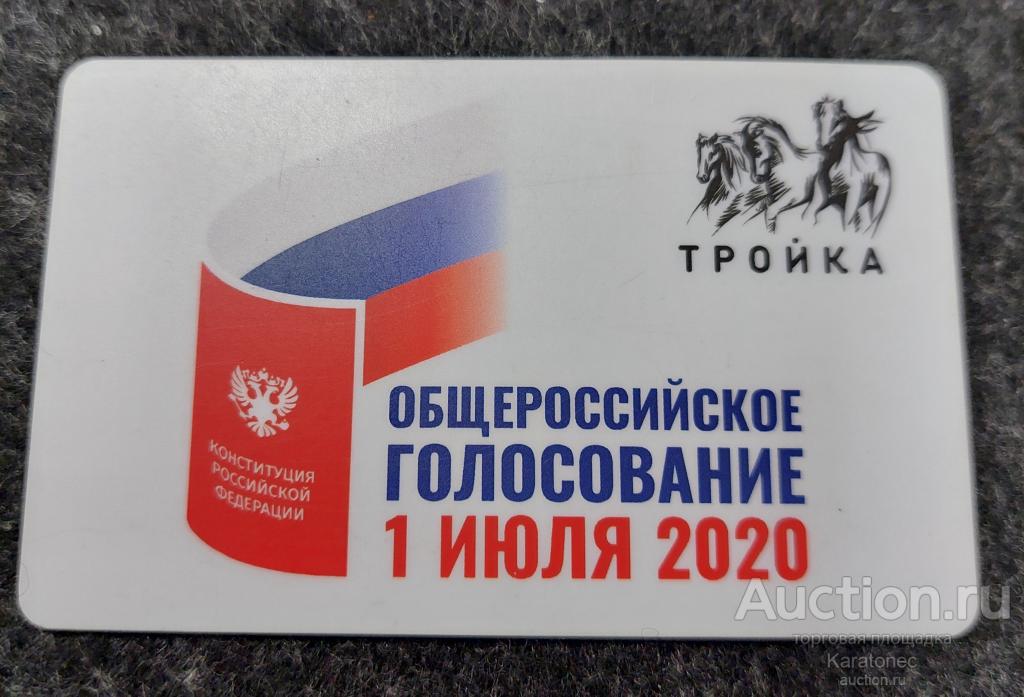 ТРОЙКА
КОНСТИТУЦИЯ
РОССИЙСКОЙ
ФЕДЕРАЦИИ
ОБЩЕРОССИЙСКОЕ
ГОЛОСОВАНИЕ
1 ИЮЛЯ 2020
Auction.ru
торговая площадка
Karatonec
auction.ru